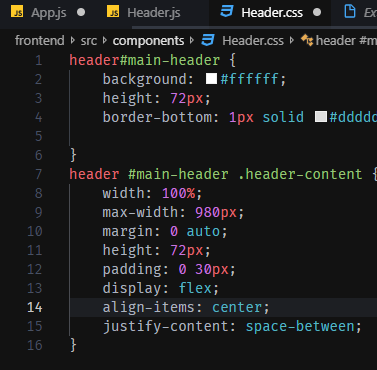 JS App.js ● JS Header.js Header.css ● Ex
frontend > src > components > Header.css > header #m
1 header#main-header {
2 background: #ffffff;
3 height: 72px;
4 border-bottom: 1px solid #ddddd
5
6 }
7 header #main-header .header-content {
8 width: 100%;
9 max-width: 980px;
10 margin: 0 auto;
11 height: 72px;
12 padding: 0 30px;
13 display: flex;
14 align-items: center;
15 justify-content: space-between;
16 }